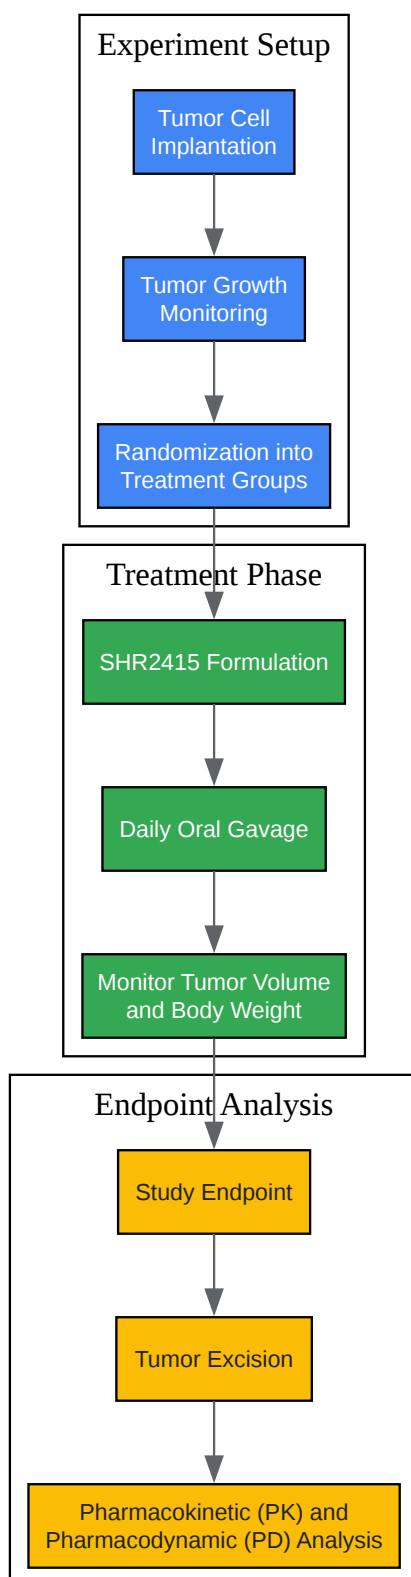 Experiment Setup
Tumor Cell
Implantation
Tumor Growth
Monitoring
Randomization into
Treatment Groups
Treatment Phase
SHR2415 Formulation
Daily Oral Gavage
Monitor Tumor Volume
and Body Weight
Endpoint Analysis
Study Endpoint
Tumor Excision
Pharmacokinetic (PK) and
Pharmacodynamic (PD) Analysis